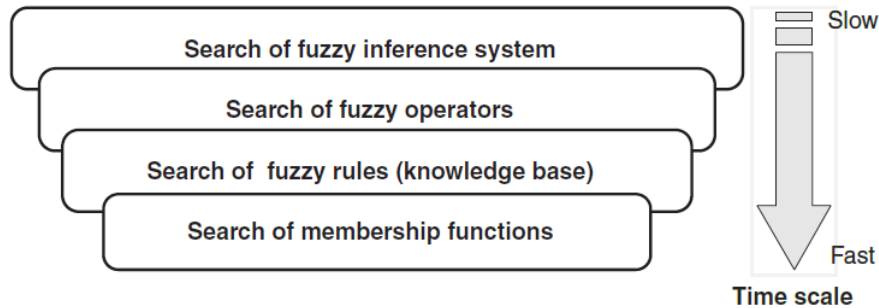 Search of fuzzy inference system
Slow
Search of fuzzy operators
Search of fuzzy rules (knowledge base)
Search of membership functions
Fast
Time scale